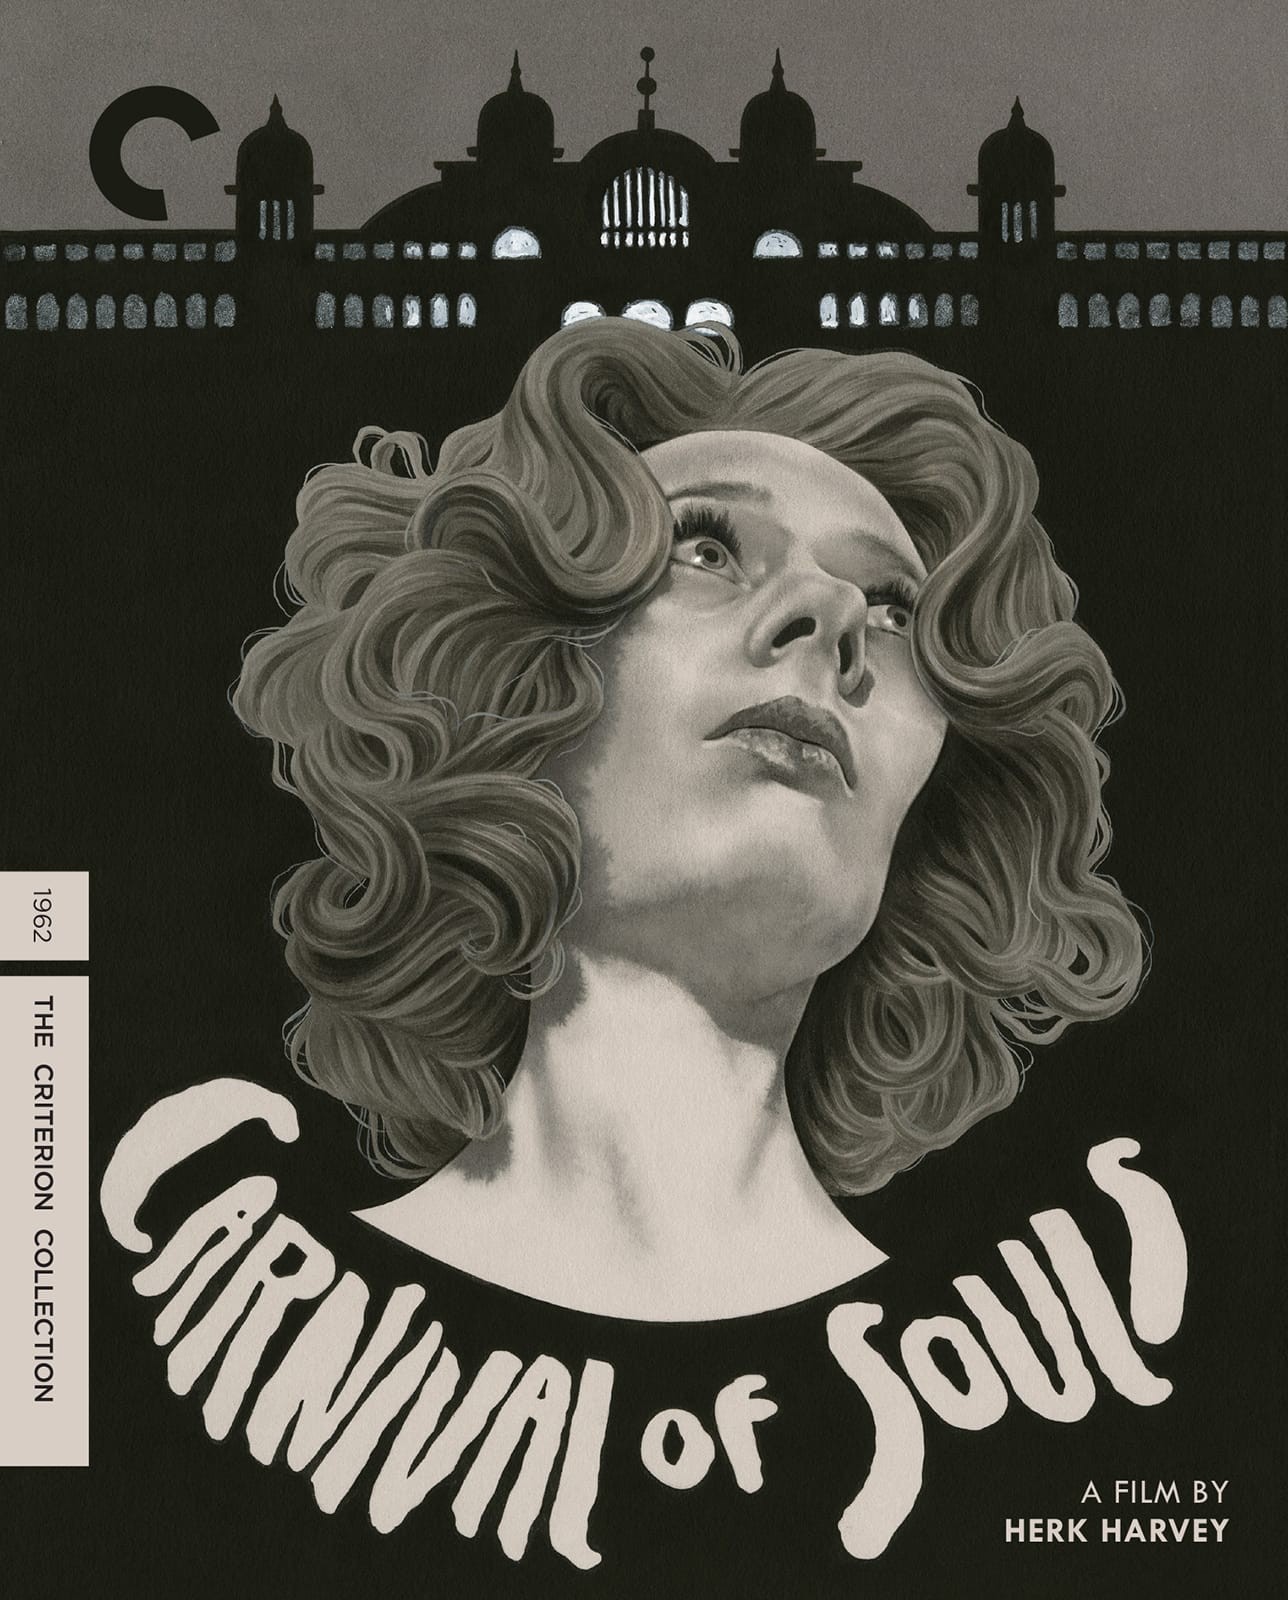 1962
THE CRITERION COLLECTION
CARNIVAL OF SOULS
A FILM BY
HERK HARVEY